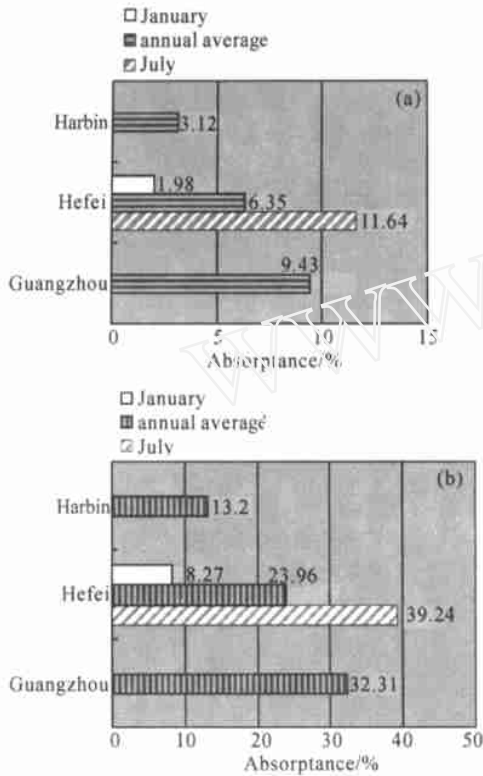 January
annual average
July
(a)
Harbin
3.12
1.98
Hefei
6.35
11.64
9.43
Guangzhou
0 5 10 15
Absorptance/%
WWW
January
annual average
July
(b)
Harbin
13.2
8.27 23.96
Hefei
39.24
Guangzhou
32.31
0 10 20 30 40 50
Absorptance/%